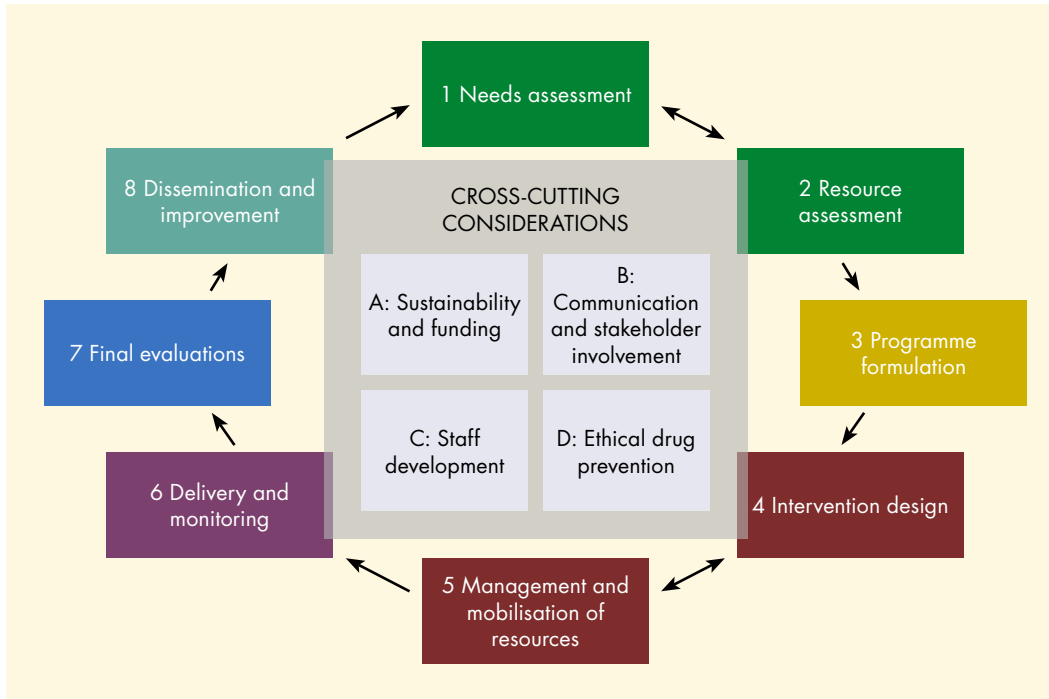 1 Needs assessment
2 Resource
assessment
3 Programme
formulation
4 Intervention design
5 Management and
mobilisation of
resources
6 Delivery and
monitoring
7 Final evaluations
8 Dissemination and
improvement
CROSS-CUTTING
CONSIDERATIONS
A: Sustainability
and funding
B:
Communication
and stakeholder
involvement
C: Staff
development
D: Ethical drug
prevention